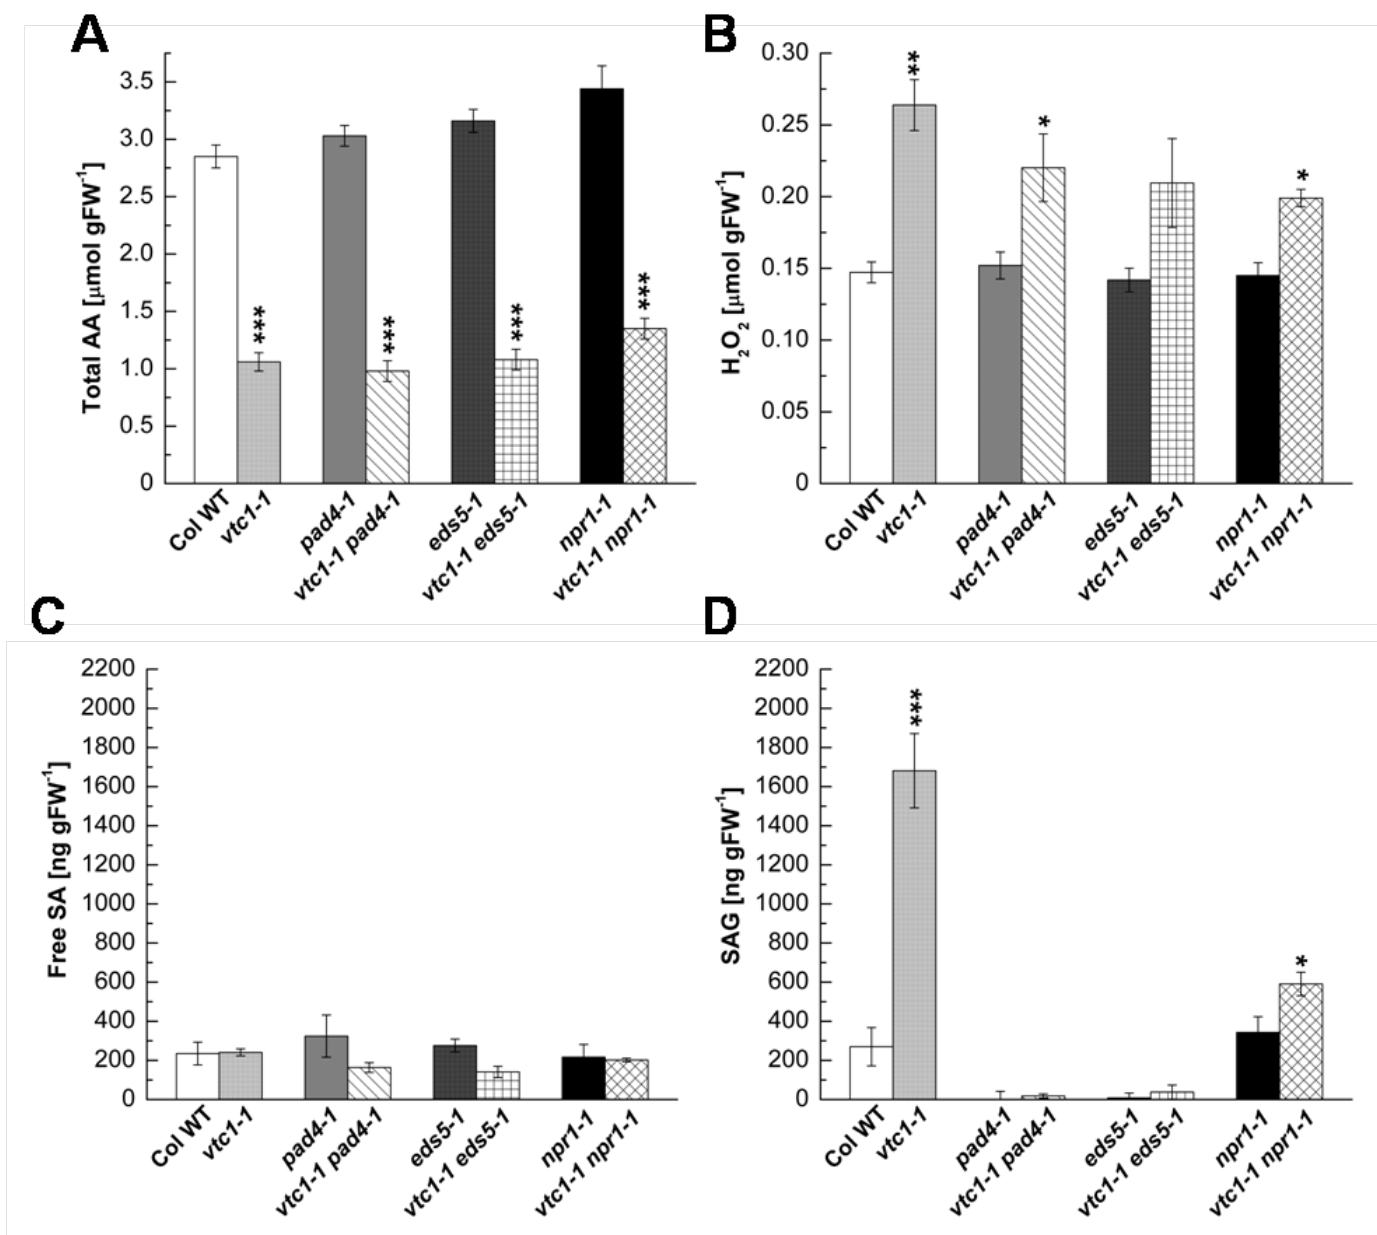 A
Total AA [µmol gFW⁻¹]
3.5
3.0
2.5
2.0
1.5
1.0
0.5
0
***
***
***
***
Col WT
vtc1-1
pad4-1
vtc1-1 pad4-1
eds5-1
vtc1-1 eds5-1
npr1-1
vtc1-1 npr1-1
B
H₂O₂ [µmol gFW⁻¹]
0.30
0.25
0.20
0.15
0.10
0.05
0
**
*
*
Col WT
vtc1-1
pad4-1
vtc1-1 pad4-1
eds5-1
vtc1-1 eds5-1
npr1-1
vtc1-1 npr1-1
C
Free SA [ng gFW⁻¹]
2200
2000
1800
1600
1400
1200
1000
800
600
400
200
0
Col WT
vtc1-1
pad4-1
vtc1-1 pad4-1
eds5-1
vtc1-1 eds5-1
npr1-1
vtc1-1 npr1-1
D
SAG [ng gFW⁻¹]
2200
2000
1800
1600
1400
1200
1000
800
600
400
200
0
***
*
Col WT
vtc1-1
pad4-1
vtc1-1 pad4-1
eds5-1
vtc1-1 eds5-1
npr1-1
vtc1-1 npr1-1